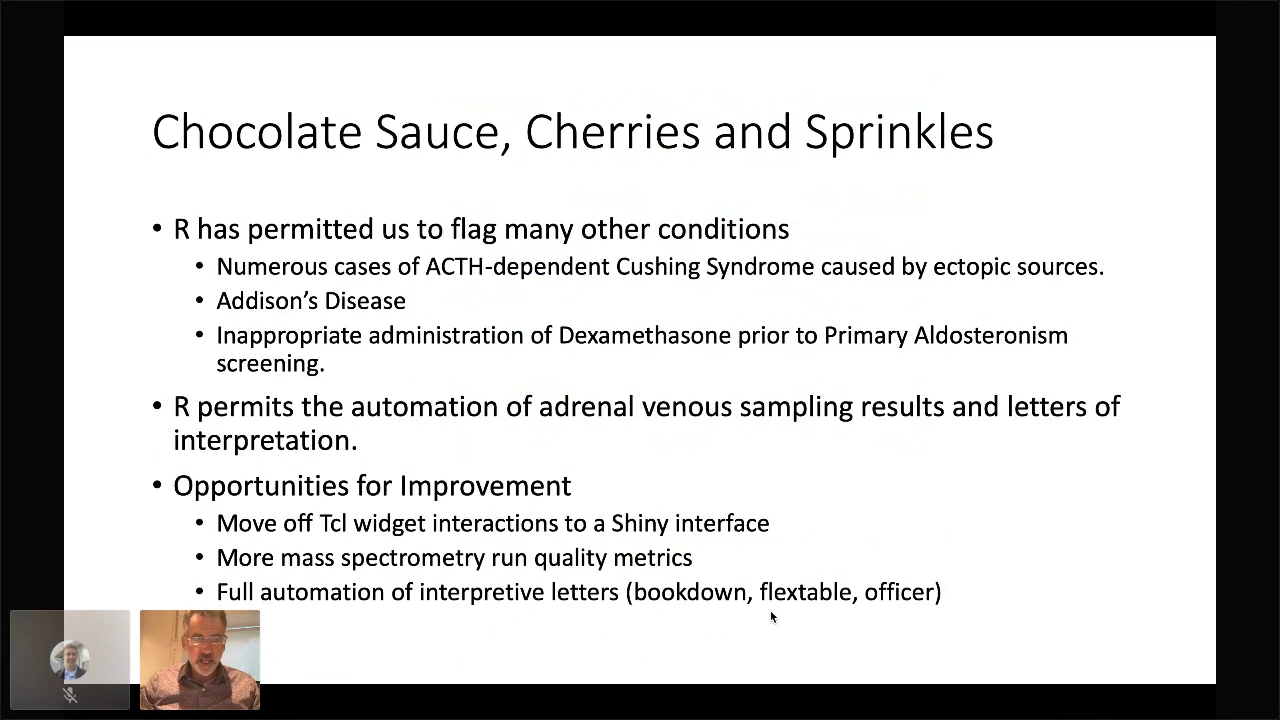 Chocolate Sauce, Cherries and Sprinkles
• R has permitted us to flag many other conditions
• Numerous cases of ACTH-dependent Cushing Syndrome caused by ectopic sources.
• Addison’s Disease
• Inappropriate administration of Dexamethasone prior to Primary Aldosteronism
screening.
• R permits the automation of adrenal venous sampling results and letters of
interpretation.
• Opportunities for Improvement
• Move off Tcl widget interactions to a Shiny interface
• More mass spectrometry run quality metrics
• Full automation of interpretive letters (bookdown, flextable, officer)